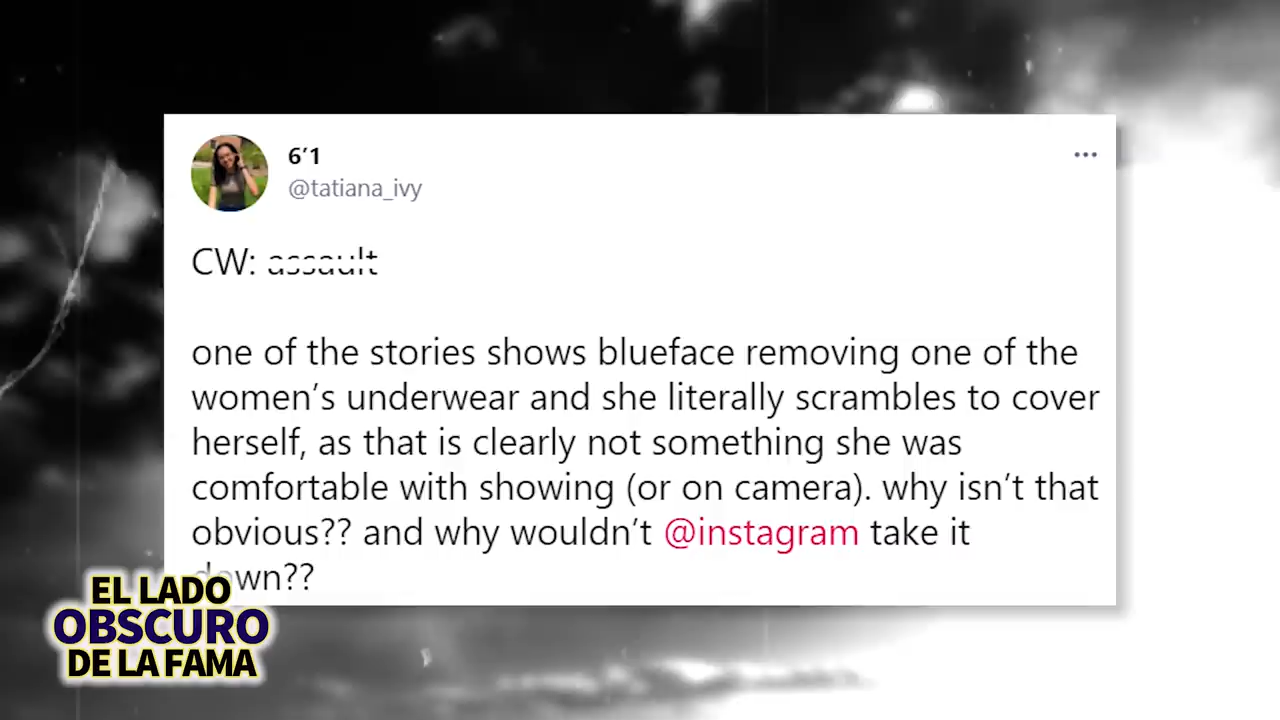 6’1
@tatiana_ivy
CW: assault
one of the stories shows blueface removing one of the
women’s underwear and she literally scrambles to cover
herself, as that is clearly not something she was
comfortable with showing (or on camera). why isn’t that
obvious?? and why wouldn’t @instagram take it
down??
EL LADO
OBSCURO
DE LA FAMA